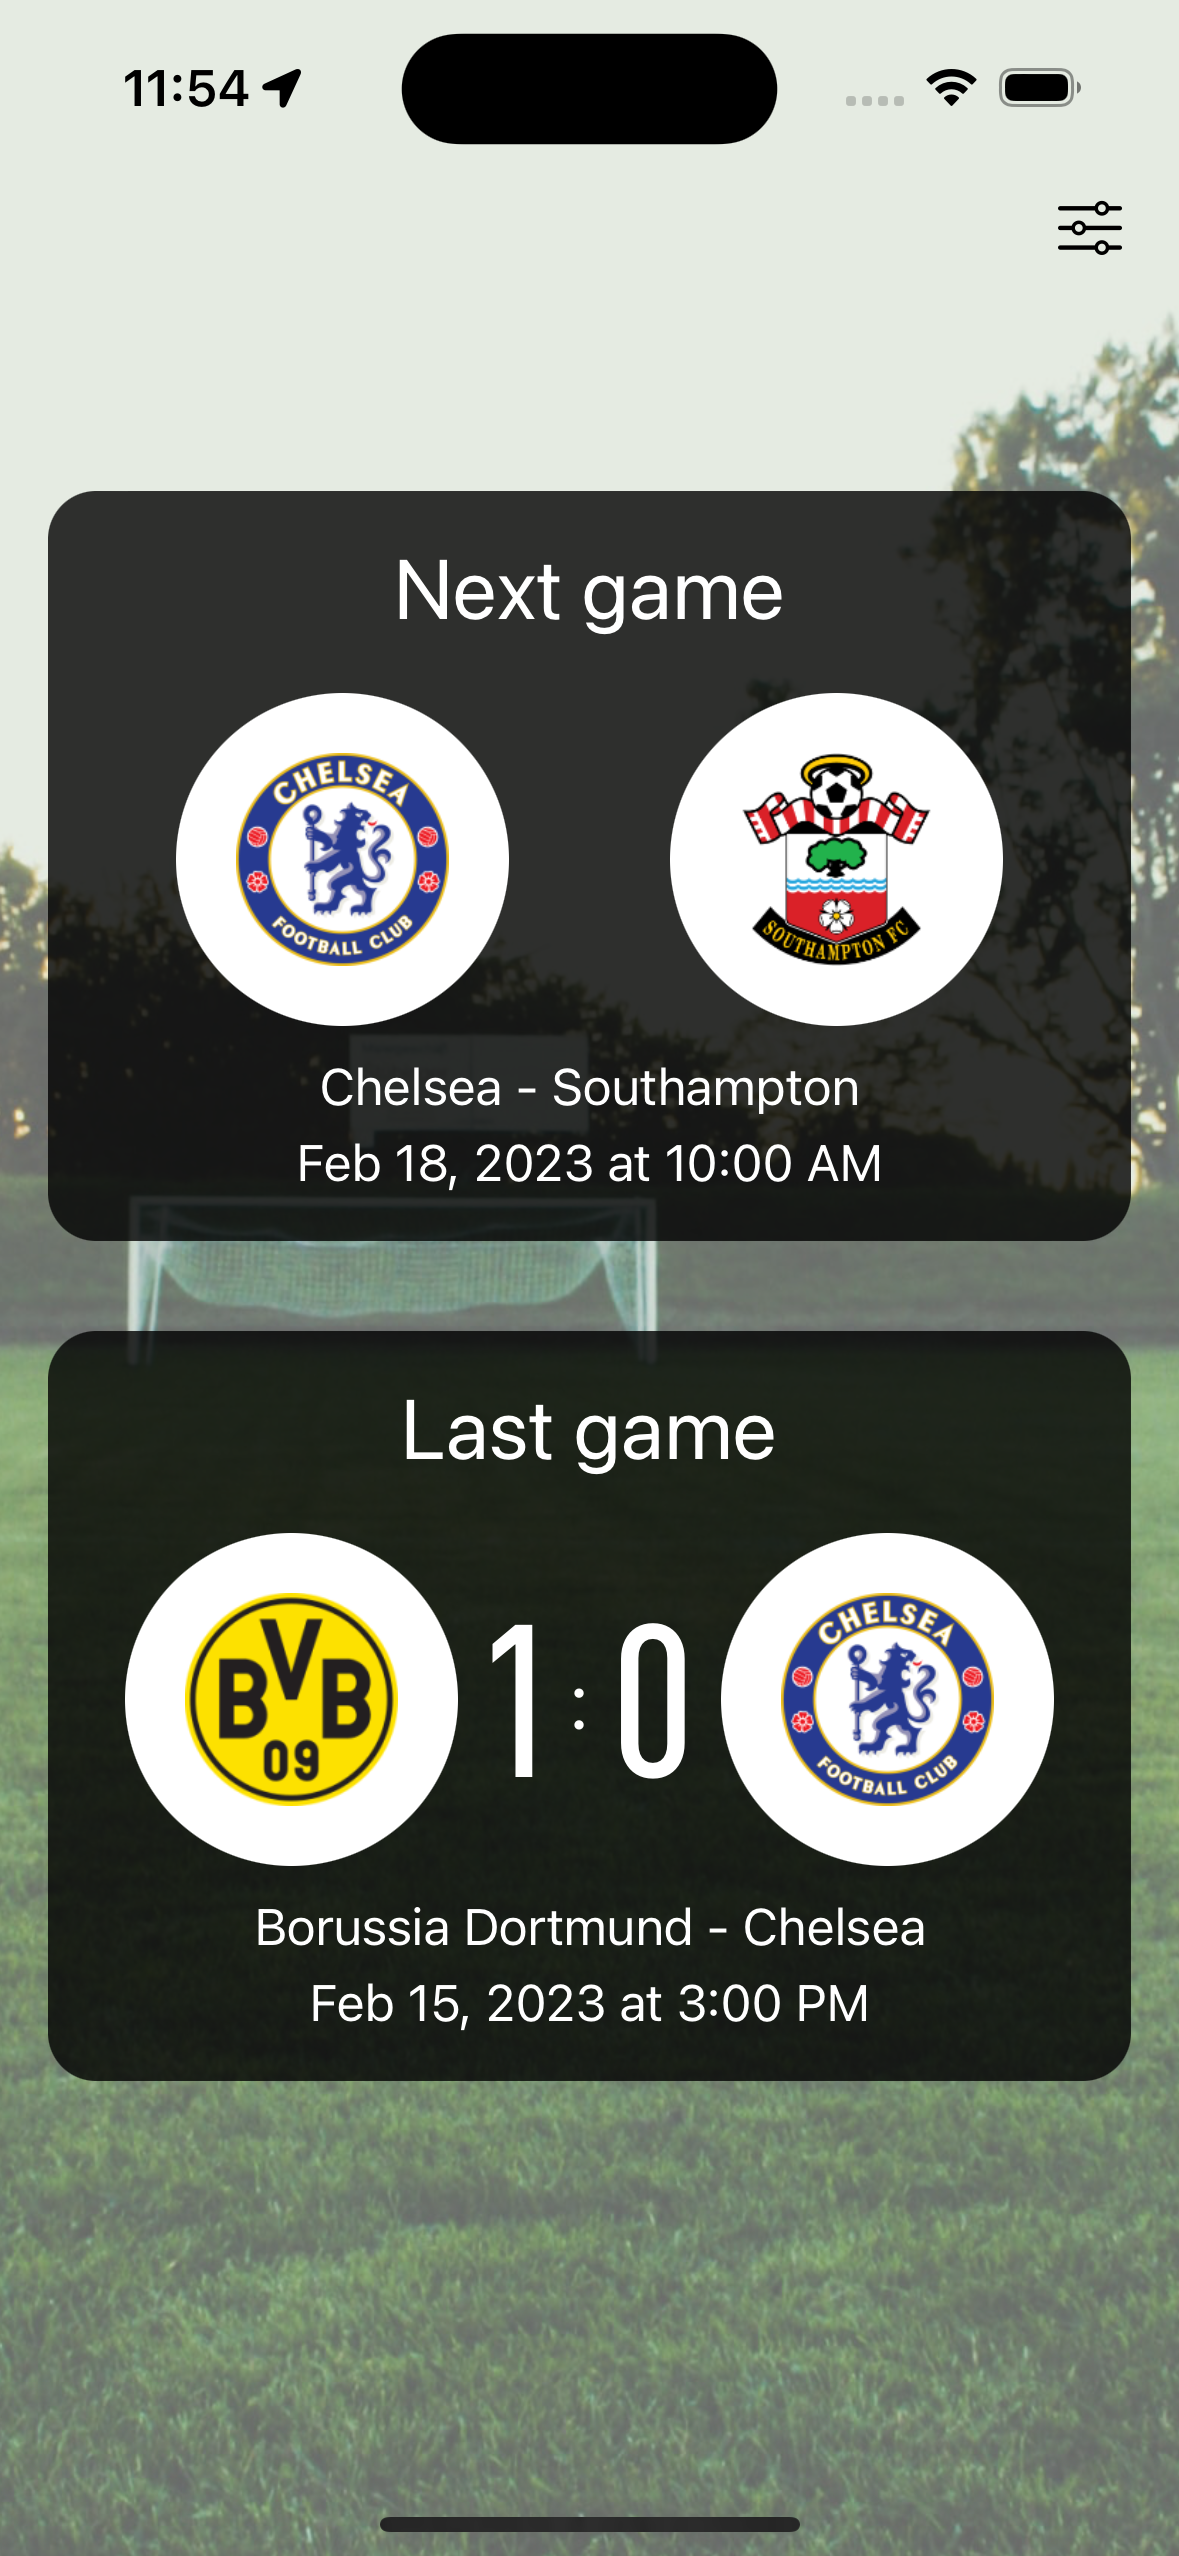 11:54
Next game
CHELSEA
FOOTBALL CLUB
SOUTHAMPTON FC
Chelsea - Southampton
Feb 18, 2023 at 10:00 AM
Last game
BVB
09
1 : 0
CHELSEA
FOOTBALL CLUB
Borussia Dortmund - Chelsea
Feb 15, 2023 at 3:00 PM